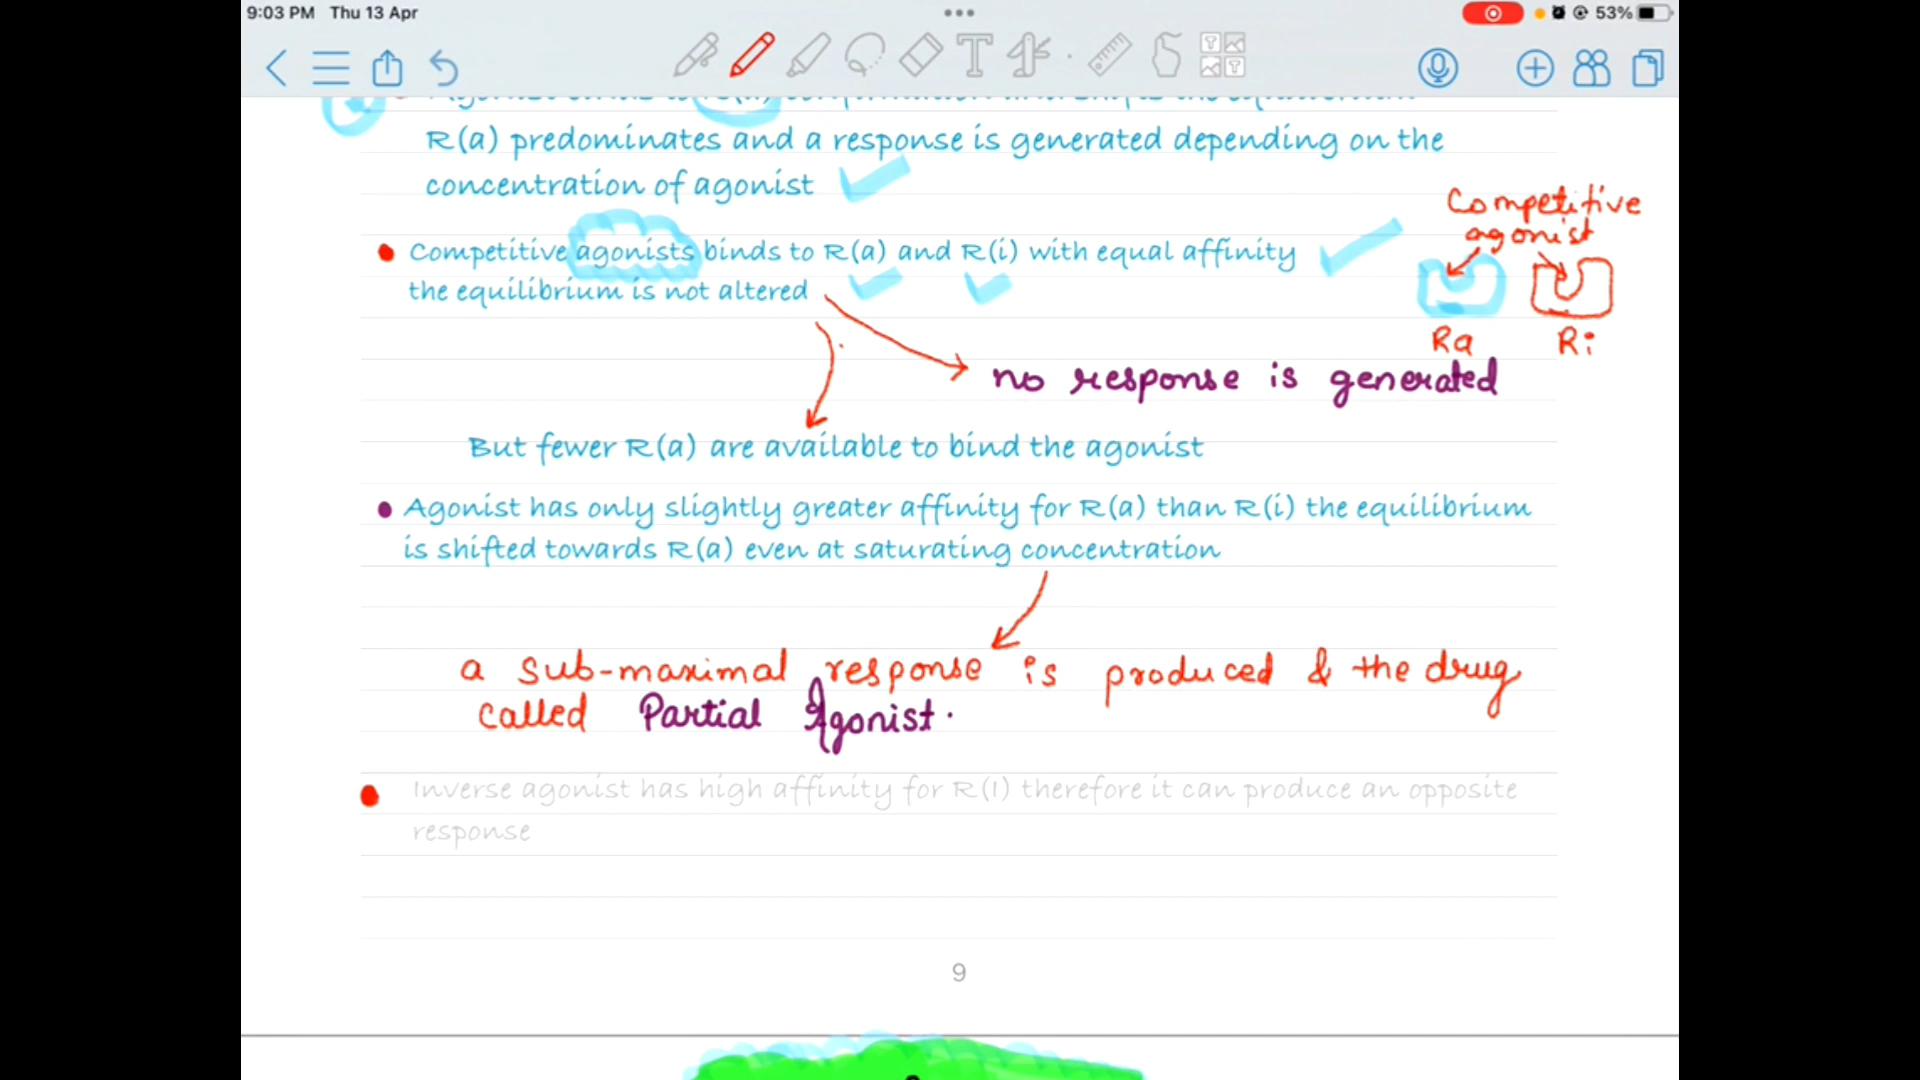 9:03 PM Thu 13 Apr
53%
R(a) predominates and a response is generated depending on the
concentration of agonist
Competitive
agonist
Competitive agonists binds to R(a) and R(i) with equal affinity
the equilibrium is not altered
Ra Ri
no response is generated
But fewer R(a) are available to bind the agonist
Agonist has only slightly greater affinity for R(a) than R(i) the equilibrium
is shifted towards R(a) even at saturating concentration
a sub-maximal response is produced & the drug
called Partial Agonist.
Inverse agonist has high affinity for R(I) therefore it can produce an opposite
response
9